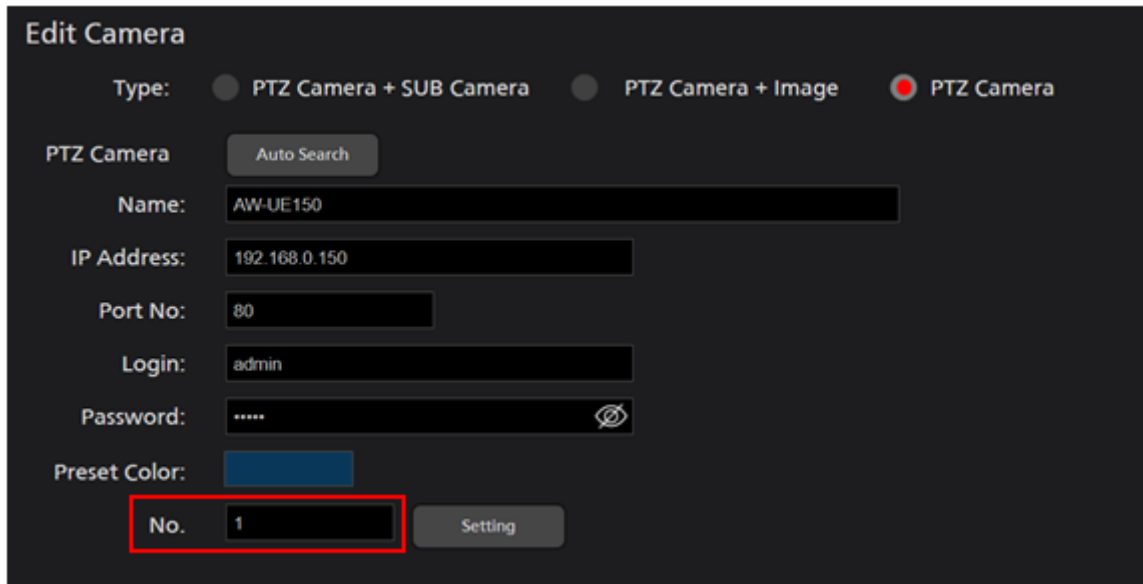 Edit Camera
Type: PTZ Camera + SUB Camera PTZ Camera + Image PTZ Camera
PTZ Camera Auto Search
Name: AW-UE150
IP Address: 192.168.0.150
Port No: 80
Login: admin
Password: •••••
Preset Color:
No. 1 Setting